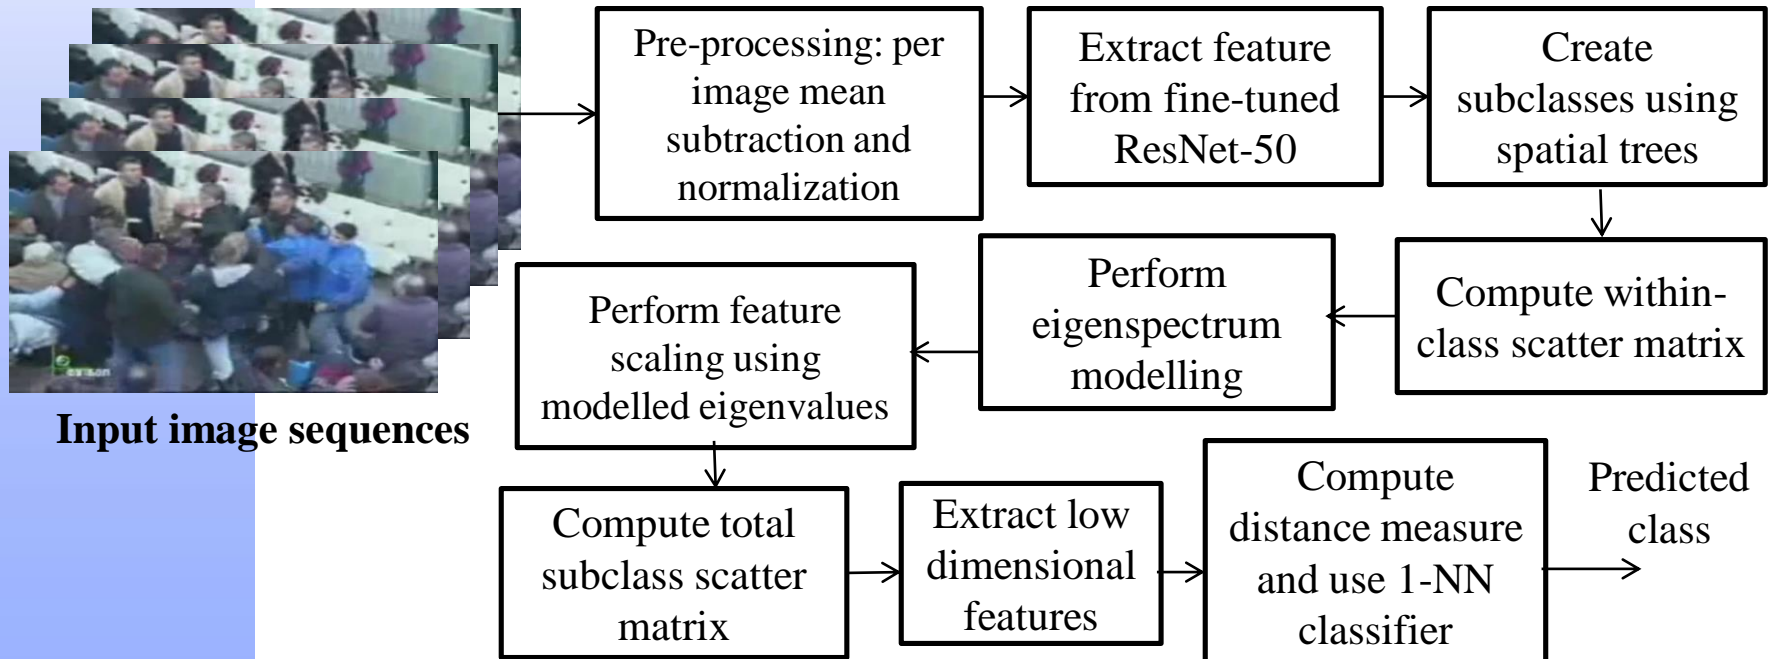 Pre-processing: per
image mean
subtraction and
normalization
Extract feature
from fine-tuned
ResNet-50
Create
subclasses using
spatial trees
Compute within-
class scatter matrix
Perform
eigenspectrum
modelling
Perform feature
scaling using
modelled eigenvalues
Input image sequences
Compute total
subclass scatter
matrix
Extract low
dimensional
features
Compute
distance measure
and use 1-NN
classifier
Predicted
class